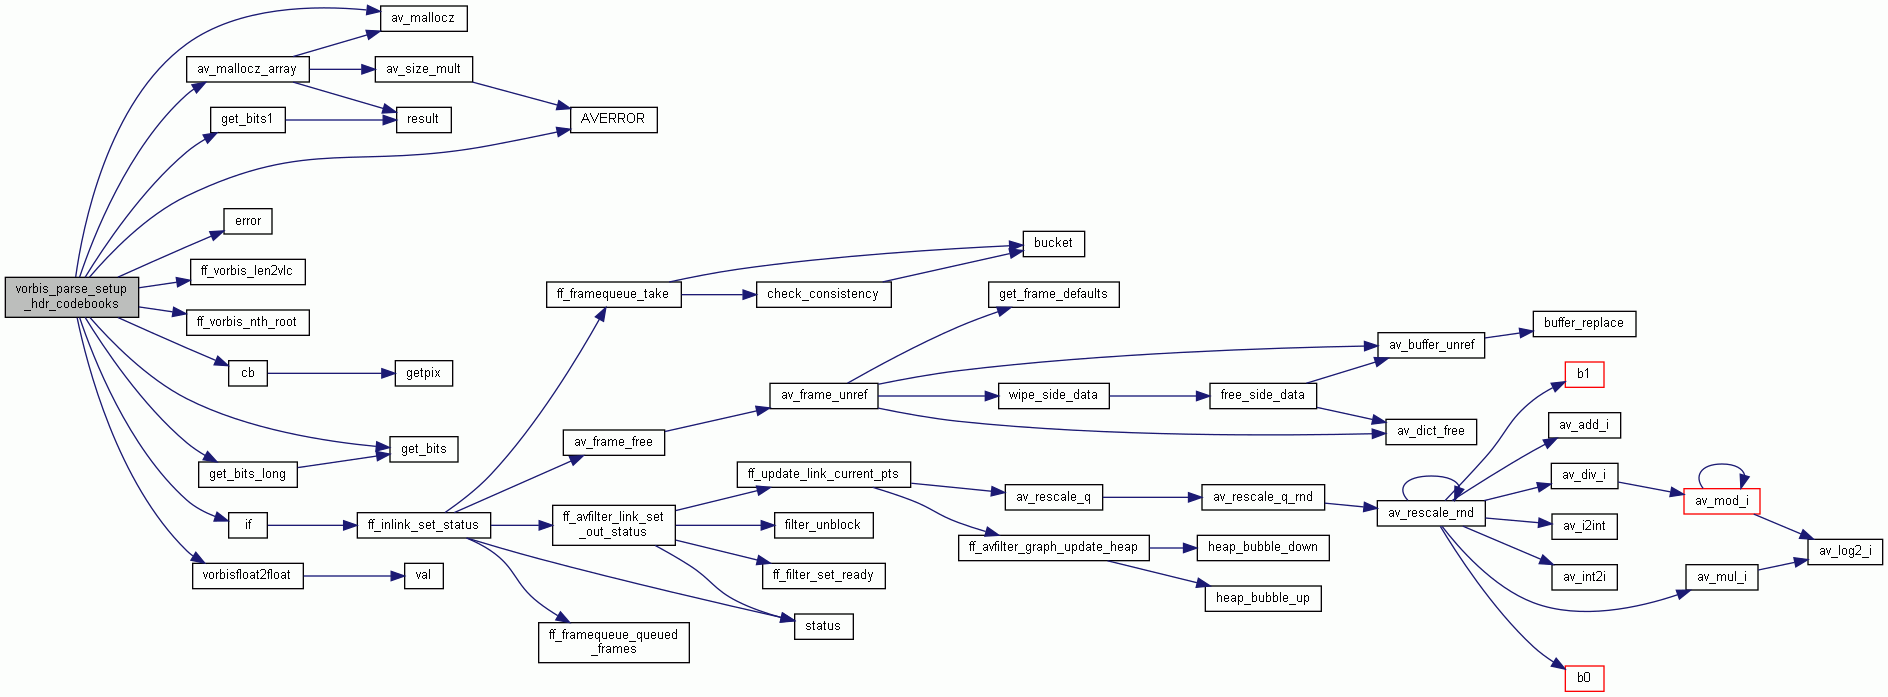 av_mallocz
av_mallocz_array
av_size_mult
get_bits1
result
AVERROR
error
bucket
ff_vorbis_len2vlc
vorbis_parse_setup
_hdr_codebooks
ff_framequeue_take
check_consistency
get_frame_defaults
ff_vorbis_nth_root
buffer_replace
av_buffer_unref
cb
getpix
b1
av_frame_unref
wipe_side_data
free_side_data
av_add_i
av_dict_free
av_frame_free
get_bits
get_bits_long
ff_update_link_current_pts
av_div_i
av_rescale_q
av_rescale_q_rnd
av_mod_i
av_rescale_rnd
if
ff_inlink_set_status
ff_avfilter_link_set
_out_status
filter_unblock
av_i2int
ff_avfilter_graph_update_heap
heap_bubble_down
av_log2_i
vorbisfloat2float
val
ff_filter_set_ready
av_int2i
av_mul_i
heap_bubble_up
status
ff_framequeue_queued
_frames
b0